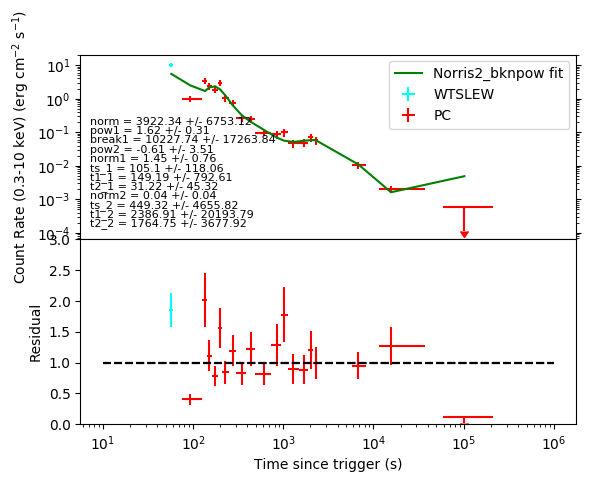 Count Rate (0.3-10 keV) (erg cm⁻² s⁻¹)
10¹
10⁰
10⁻¹
10⁻²
10⁻³
10⁻⁴
Norris2_bknpow fit
WTSLEW
PC
norm = 3922.34 +/- 6753.12
pow1 = 1.62 +/- 0.31
break1 = 10227.74 +/- 17263.84
pow2 = -0.61 +/- 3.51
norm1 = 1.45 +/- 0.76
ts_1 = 105.1 +/- 118.06
t1_1 = 149.19 +/- 792.61
t2_1 = 31.22 +/- 45.32
norm2 = 0.04 +/- 0.04
ts_2 = 449.32 +/- 4655.82
t1_2 = 2386.91 +/- 20193.79
t2_2 = 1764.75 +/- 3677.92
Residual
3.0
2.5
2.0
1.5
1.0
0.5
0.0
10¹ 10² 10³ 10⁴ 10⁵ 10⁶
Time since trigger (s)